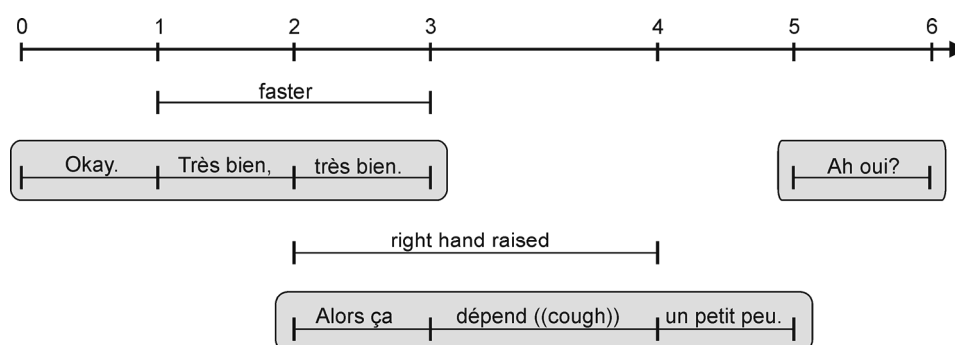 0 1 2 3 4 5 6
faster
Okay. Très bien, très bien. Ah oui?
right hand raised
Alors ça dépend ((cough)) un petit peu.